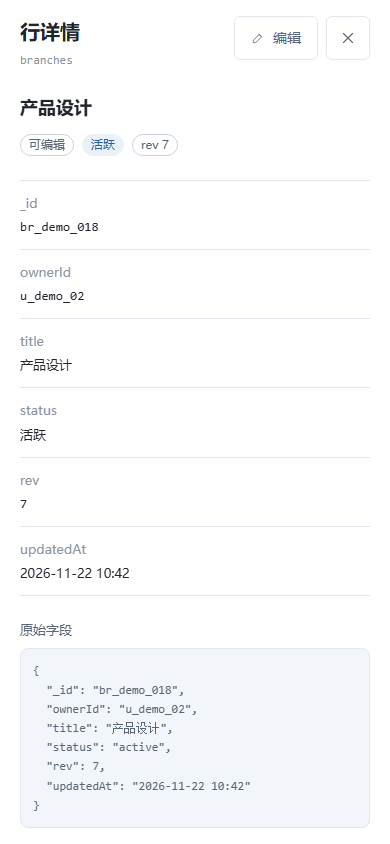 行详情
编辑
branches
产品设计
可编辑 活跃 rev 7
_id
br_demo_018
ownerId
u_demo_02
title
产品设计
status
活跃
rev
7
updatedAt
2026-11-22 10:42
原始字段
{
  "_id": "br_demo_018",
  "ownerId": "u_demo_02",
  "title": "产品设计",
  "status": "active",
  "rev": 7,
  "updatedAt": "2026-11-22 10:42"
}